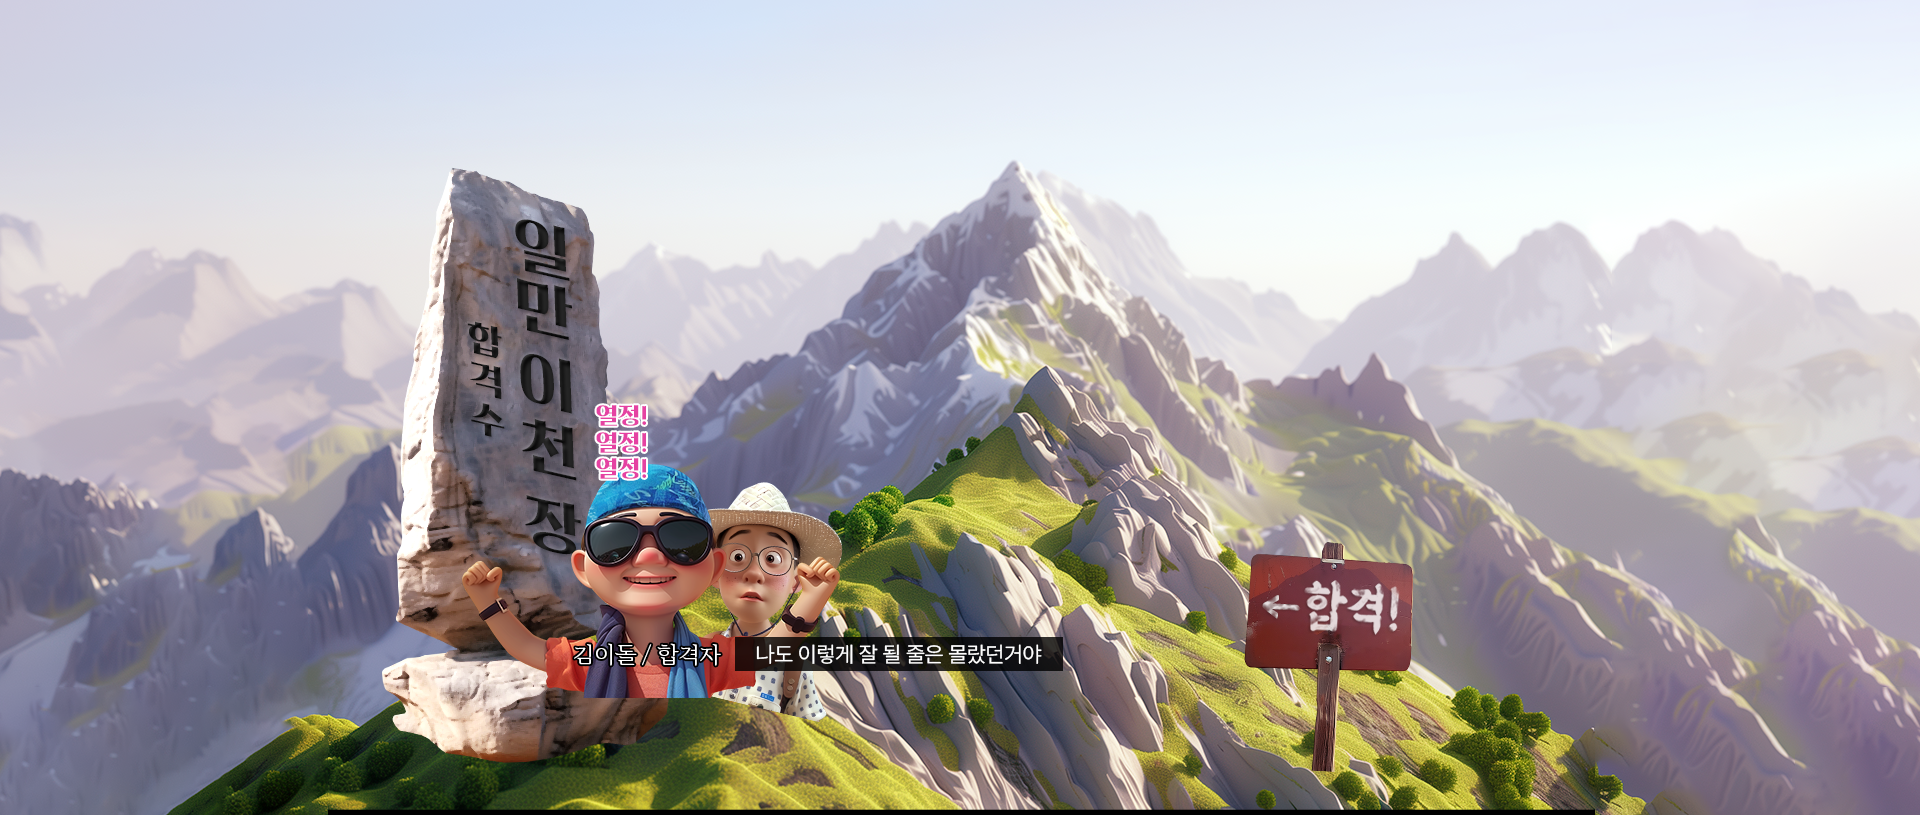 일만 이천 장
합격수
열정!
열정!
열정!
김이돌 / 합격자
나도 이렇게 잘 될 줄은 몰랐던거야
←합격!